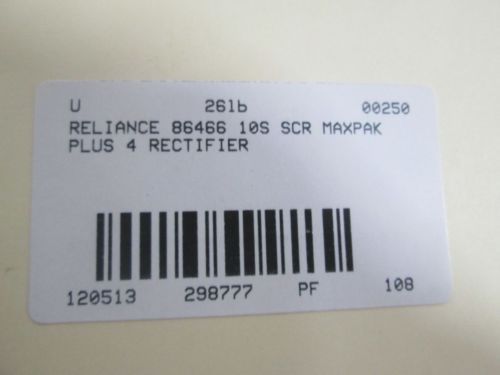 U 261b 00250
RELIANCE 86466 10S SCR MAXPAK
PLUS 4 RECTIFIER
120513 298777 PF 108